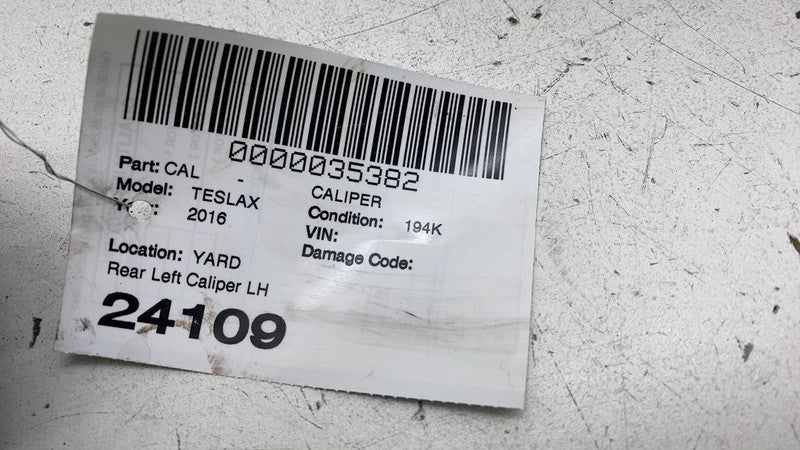 0000035382
Part: CAL - CALIPER
Model: TESLAX Condition: 194K
2016 VIN:
Location: YARD Damage Code:
Rear Left Caliper LH
24109